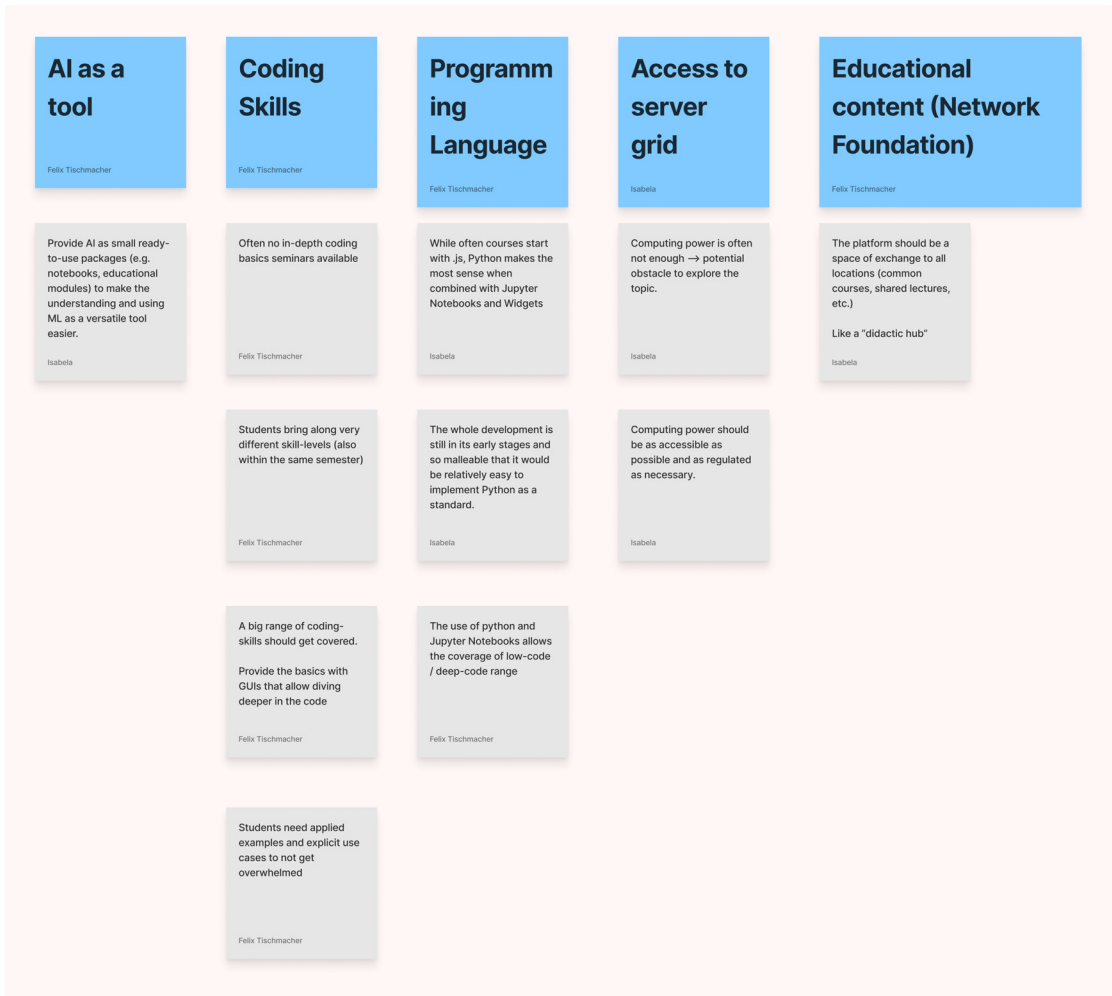 AI as a
tool
Felix Tischmacher
Coding
Skills
Felix Tischmacher
Programm
ing
Language
Felix Tischmacher
Access to
server
grid
Isabela
Educational
content (Network
Foundation)
Felix Tischmacher
Provide AI as small ready-
to-use packages (e.g.
notebooks, educational
modules) to make the
understanding and using
ML as a versatile tool
easier.
Isabela
Often no in-depth coding
basics seminars available
Felix Tischmacher
While often courses start
with .js, Python makes the
most sense when
combined with Jupyter
Notebooks and Widgets
Isabela
Computing power is often
not enough → potential
obstacle to explore the
topic.
Isabela
The platform should be a
space of exchange to all
locations (common
courses, shared lectures,
etc.)
Like a “didactic hub”
Isabela
Students bring along very
different skill-levels (also
within the same semester)
Felix Tischmacher
The whole development is
still in its early stages and
so malleable that it would
be relatively easy to
implement Python as a
standard.
Isabela
Computing power should
be as accessible as
possible and as regulated
as necessary.
Isabela
A big range of coding-
skills should get covered.
Provide the basics with
GUIs that allow diving
deeper in the code
Felix Tischmacher
The use of python and
Jupyter Notebooks allows
the coverage of low-code
/ deep-code range
Felix Tischmacher
Students need applied
examples and explicit use
cases to not get
overwhelmed
Felix Tischmacher